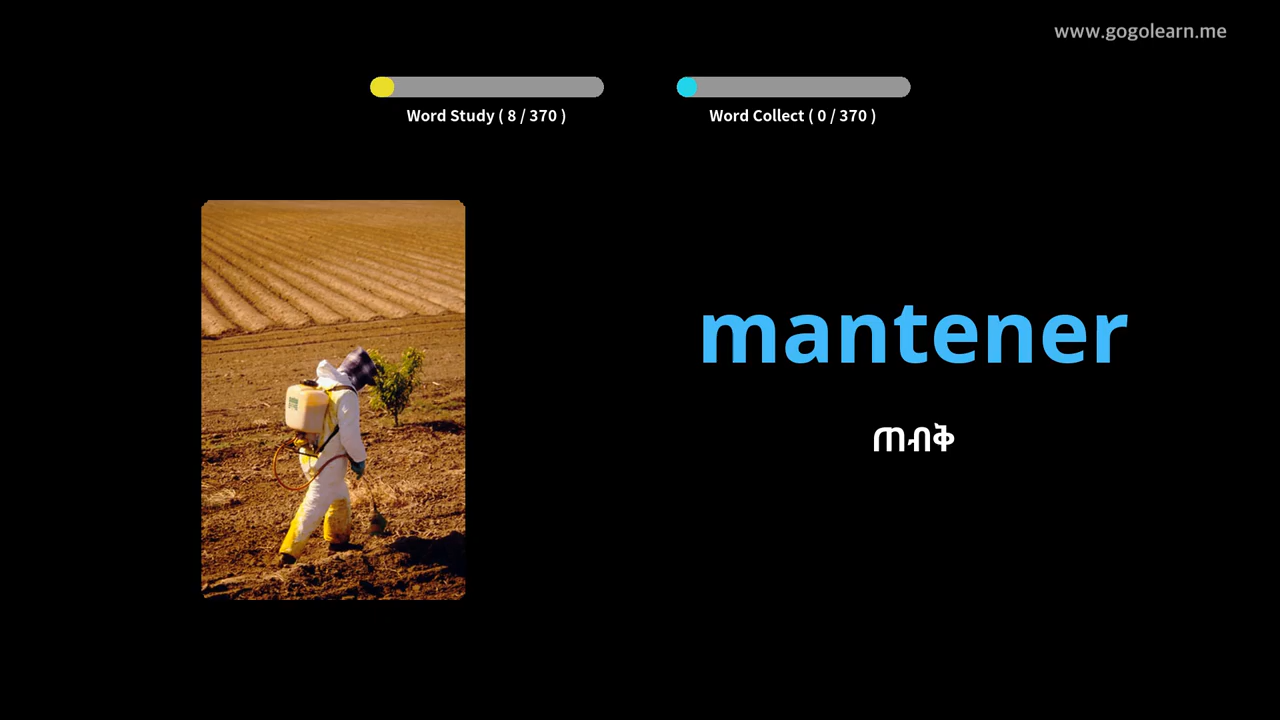 www.gogolearn.me
Word Study ( 8 / 370 )
Word Collect ( 0 / 370 )
mantener
ጠብቅ